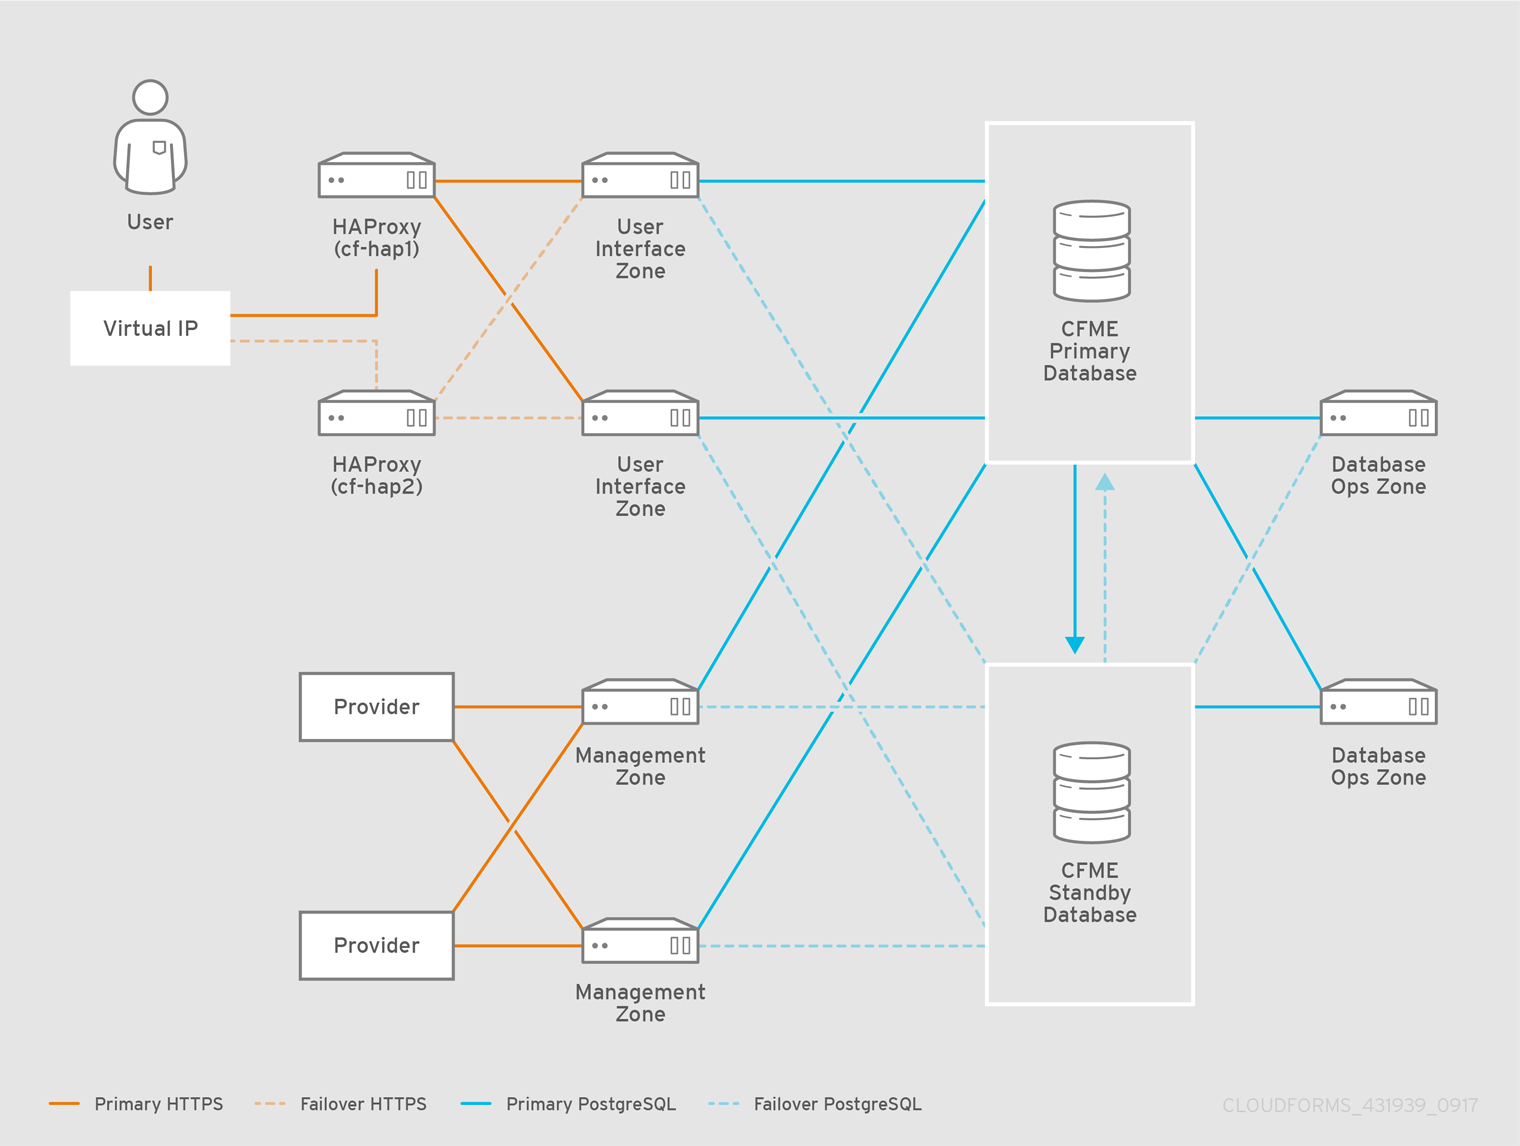 User
Virtual IP
HAProxy
(cf-hap1)
User
Interface
Zone
HAProxy
(cf-hap2)
User
Interface
Zone
CFME
Primary
Database
Database
Ops Zone
Provider
Management
Zone
Provider
Management
Zone
CFME
Standby
Database
Database
Ops Zone
Primary HTTPS
Failover HTTPS
Primary PostgreSQL
Failover PostgreSQL
CLOUDFORMS_431939_0917